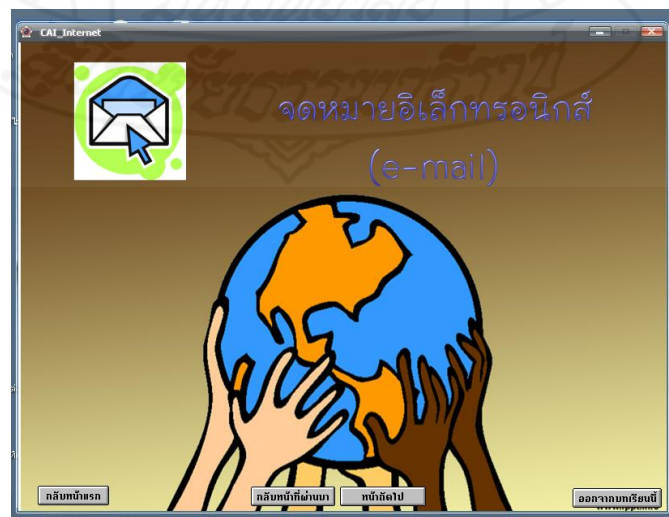 CAI_Internet
จดหมายอิเล็กทรอนิกส์
(e-mail)
กลับหน้าแรก
กลับหน้าที่ผ่านมา
หน้าถัดไป
ออกจากบทเรียนนี้